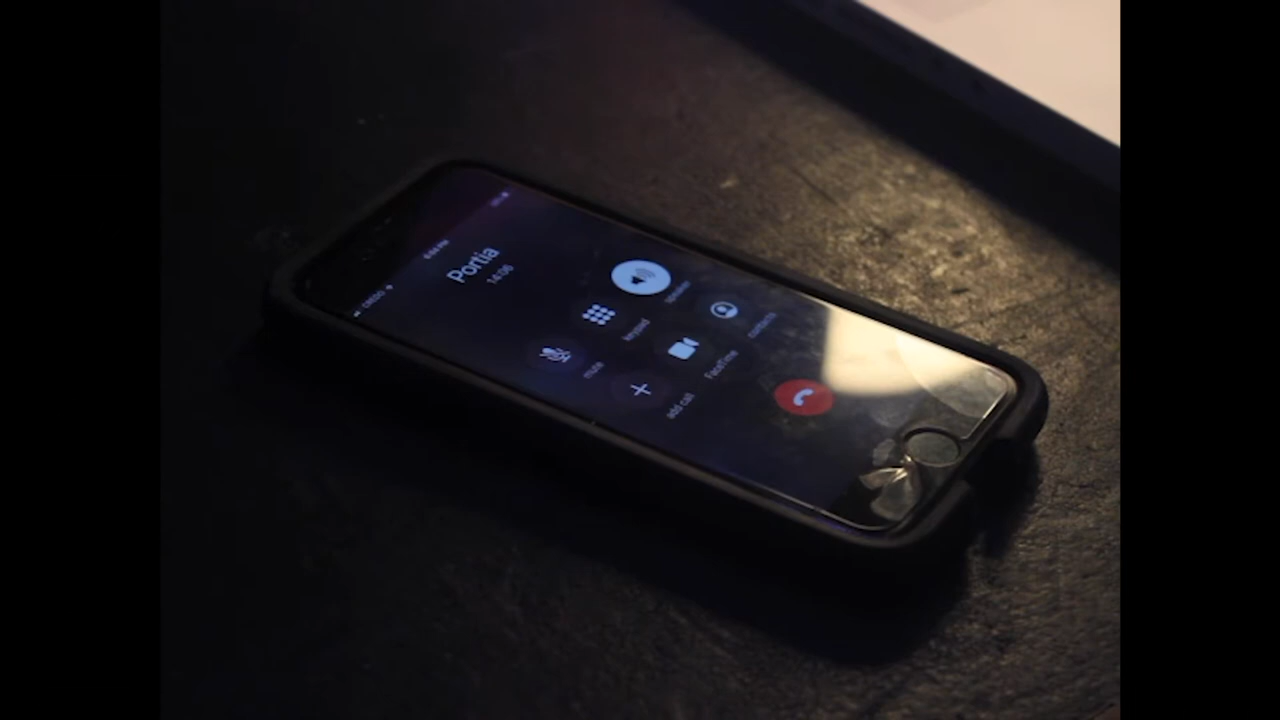 Portia
14:06
mute
keypad
speaker
add call
FaceTime
contacts